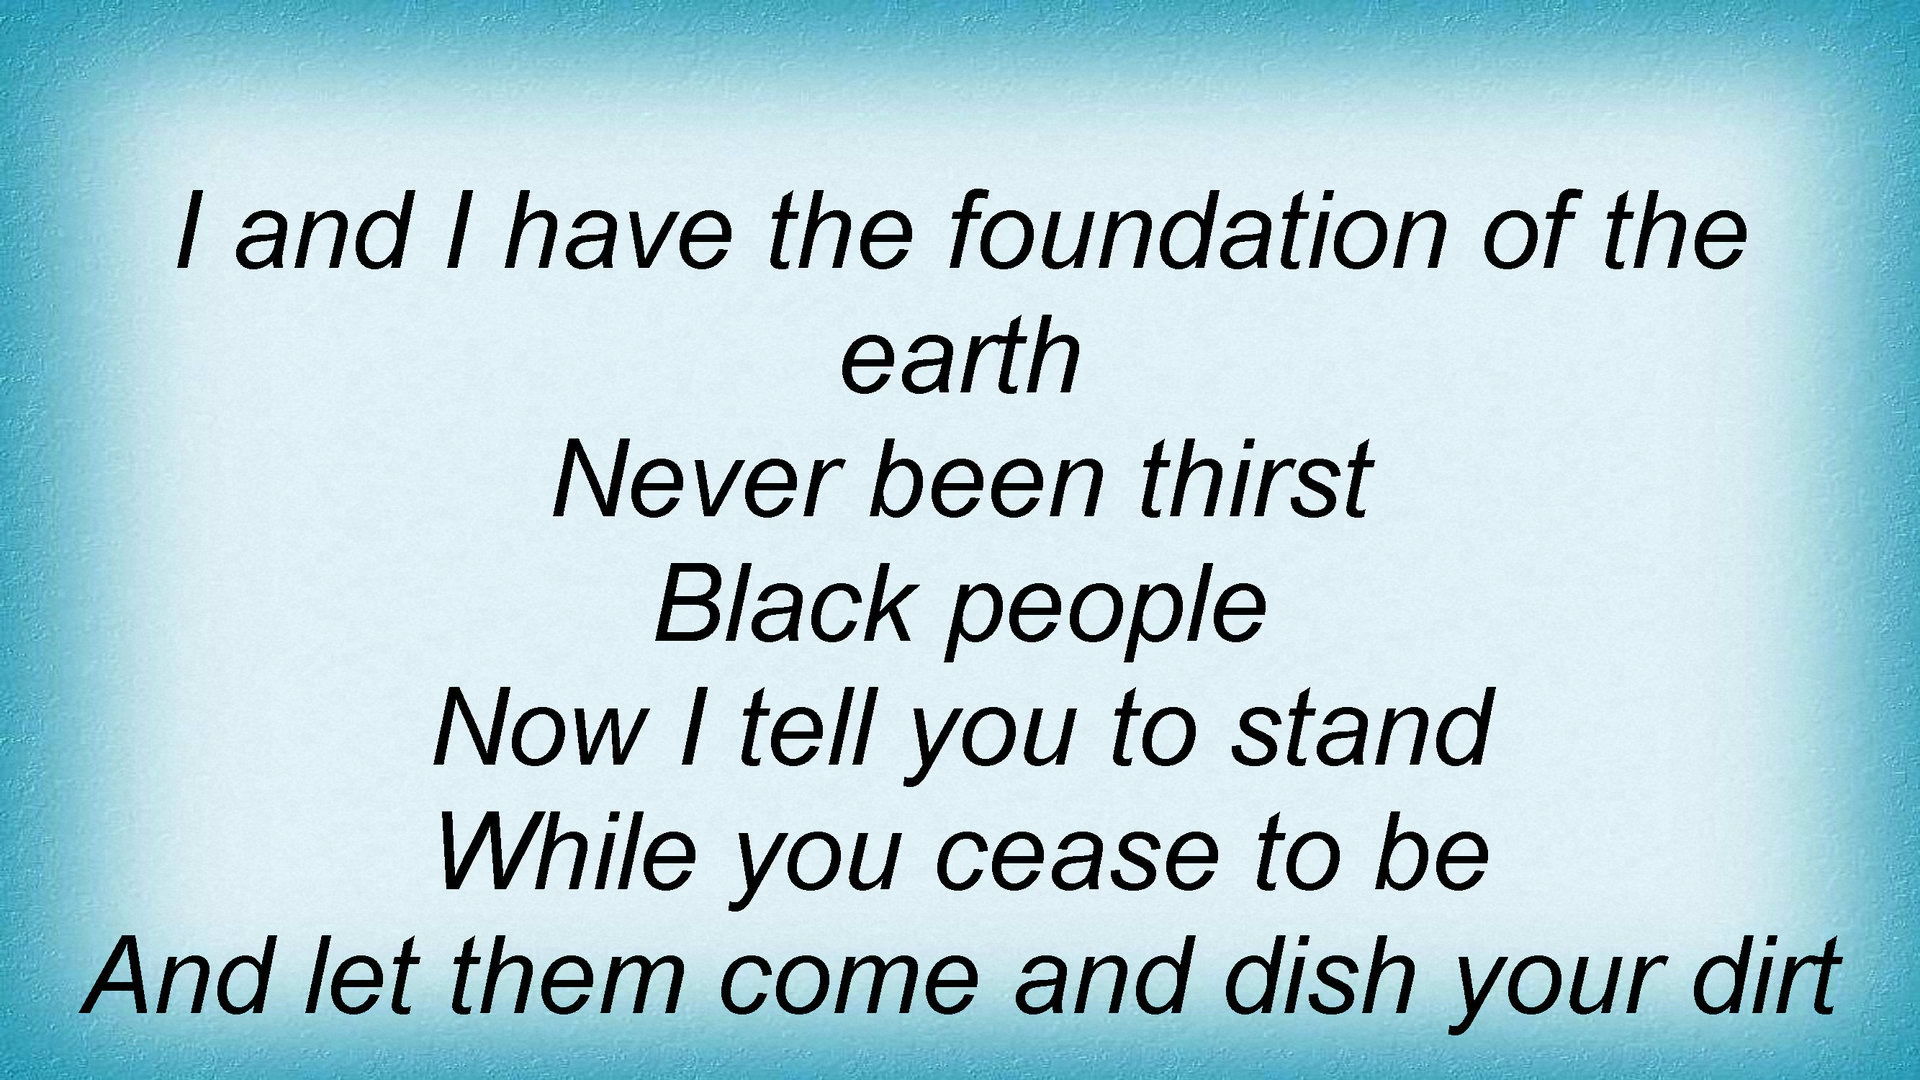 I and I have the foundation of the
earth
Never been thirst
Black people
Now I tell you to stand
While you cease to be
And let them come and dish your dirt